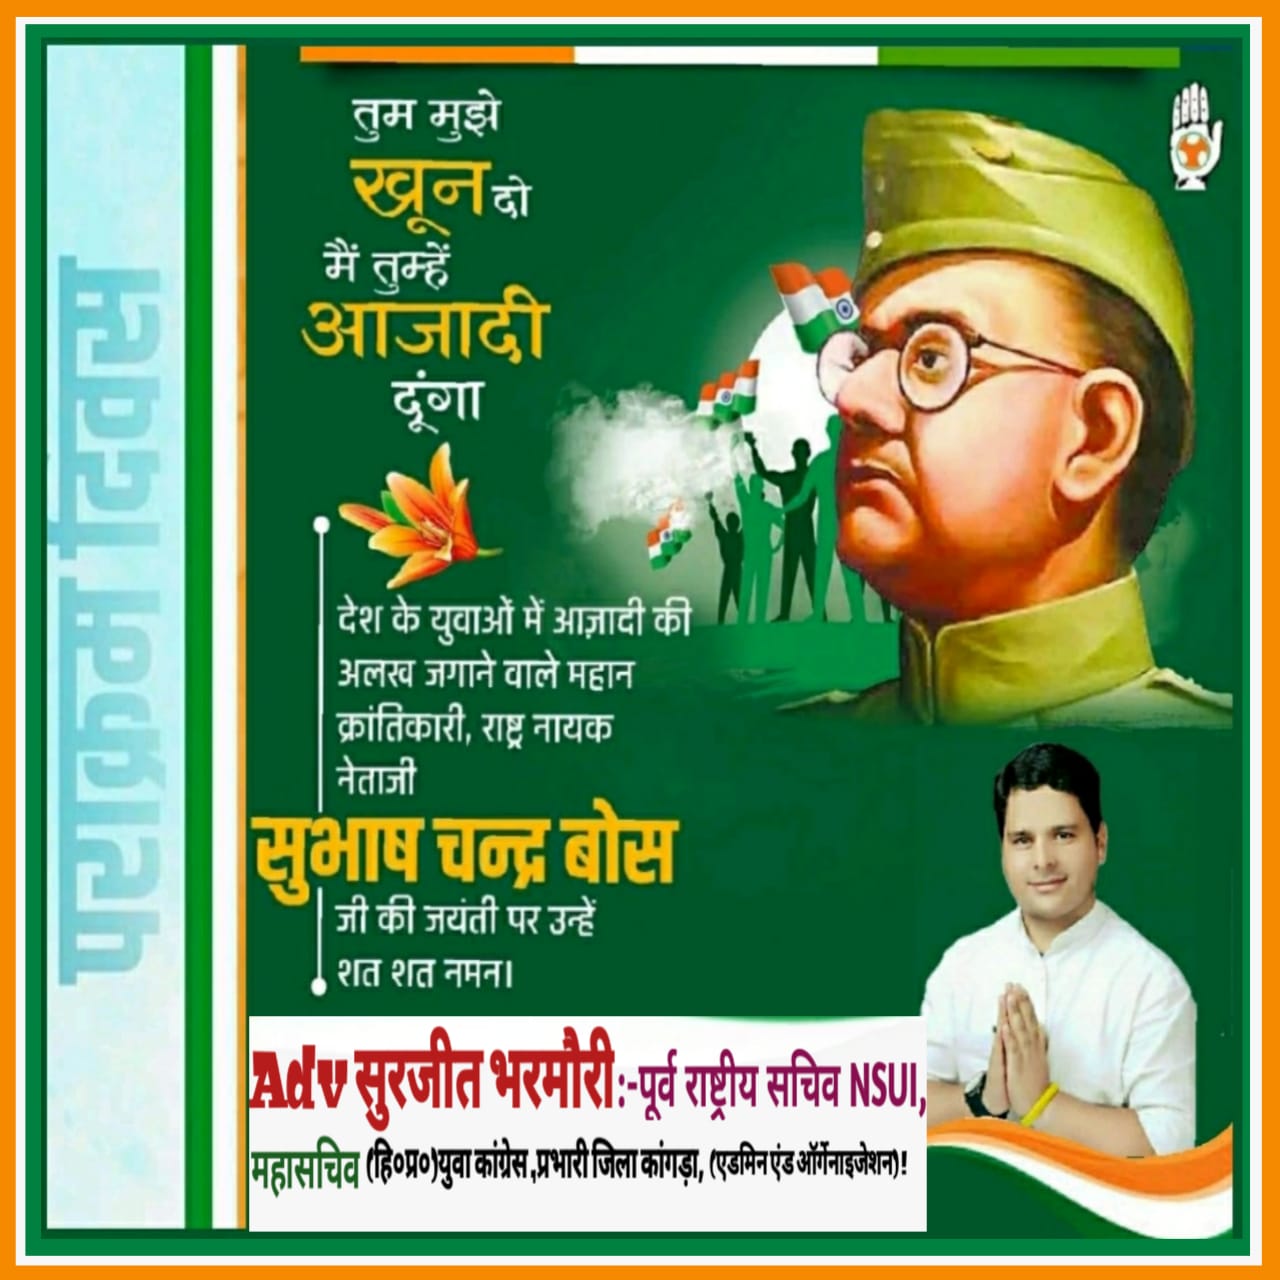 पराक्रम दिवस
तुम मुझे
खून दो
मैं तुम्हें
आजादी
दूंगा
देश के युवाओं में आज़ादी की
अलख जगाने वाले महान
क्रांतिकारी, राष्ट्र नायक
नेताजी
सुभाष चन्द्र बोस
जी की जयंती पर उन्हें
शत शत नमन।
Adv सुरजीत भरमौरी:-पूर्व राष्ट्रीय सचिव NSUI,
महासचिव (हि०प्र०)युवा कांग्रेस ,प्रभारी जिला कांगड़ा, (एडमिन एंड ऑर्गेनाइजेशन)!